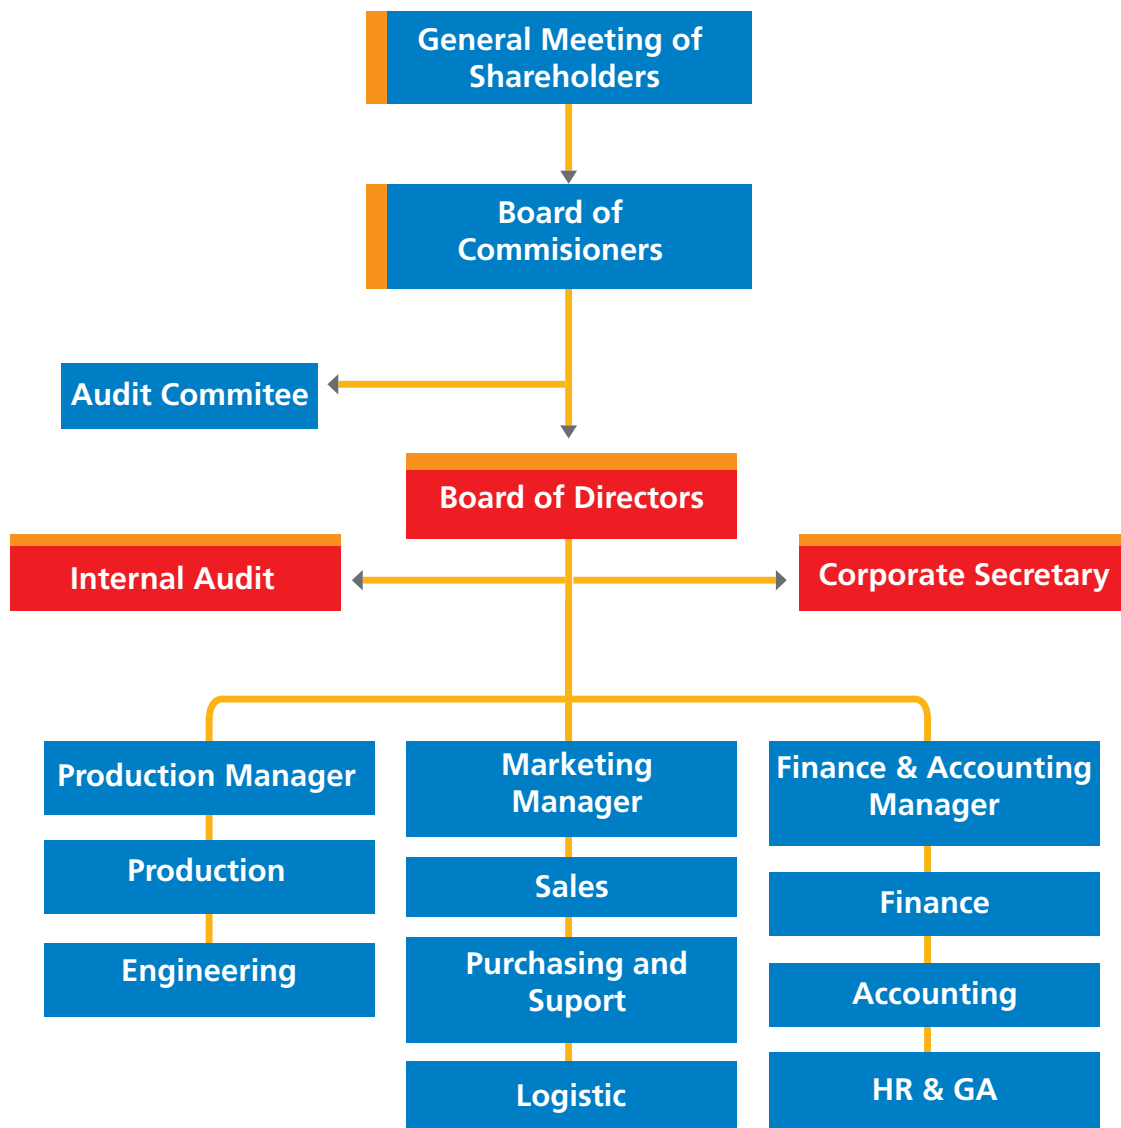 General Meeting of
Shareholders
Board of
Commisioners
Audit Commitee
Board of Directors
Internal Audit
Corporate Secretary
Production Manager
Production
Engineering
Marketing
Manager
Sales
Purchasing and
Suport
Logistic
Finance & Accounting
Manager
Finance
Accounting
HR & GA